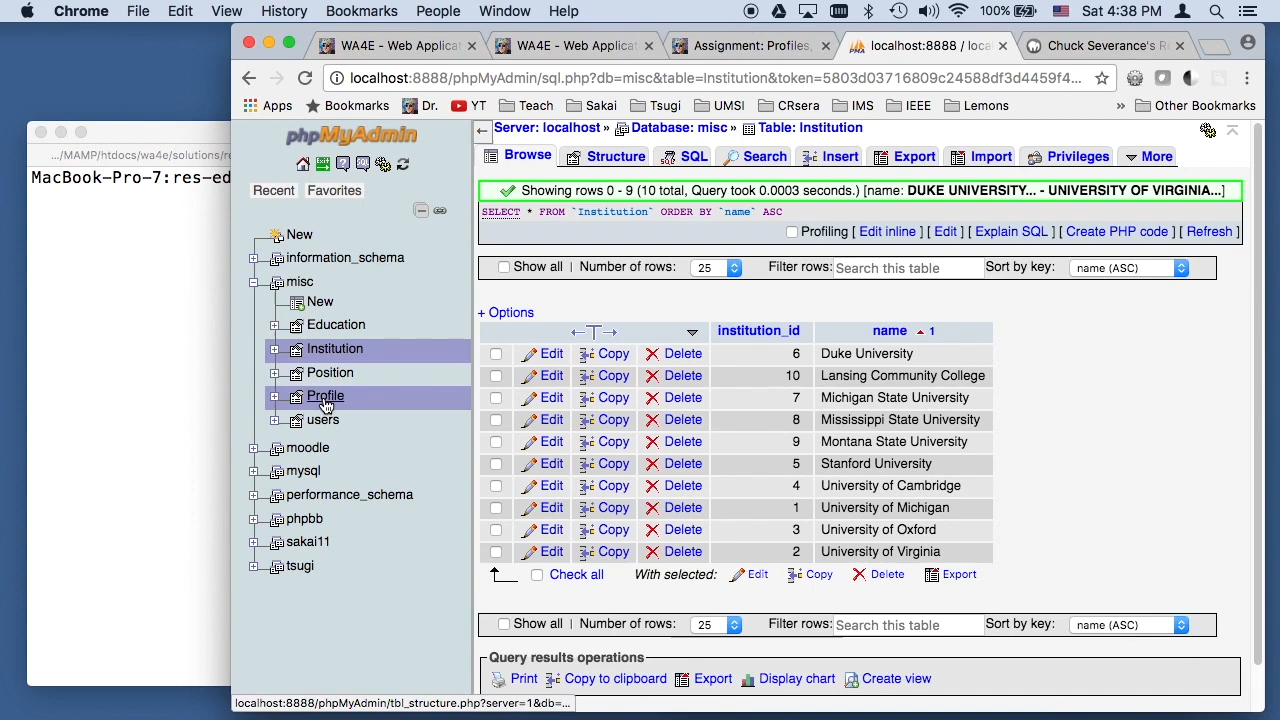 Chrome File Edit View History Bookmarks People Window Help 100% Sat 4:38 PM
WA4E - Web Applicat
WA4E - Web Applicat
Assignment: Profiles,
localhost:8888 / loca
Chuck Severance's Re
localhost:8888/phpMyAdmin/sql.php?db=misc&table=Institution&token=5803d03716809c24588df3d4459f4...
Apps Bookmarks Dr. YT Teach Sakai Tsugi UMSI CRsera IMS IEEE Lemons » Other Bookmarks
.../MAMP/htdocs/wa4e/solutions/re
MacBook-Pro-7:res-ed
phpMyAdmin
Recent Favorites
New
information_schema
misc
New
Education
Institution
Position
Profile
users
moodle
mysql
performance_schema
phpbb
sakai11
tsugi
Server: localhost » Database: misc » Table: Institution
Browse Structure SQL Search Insert Export Import Privileges More
Showing rows 0 - 9 (10 total, Query took 0.0003 seconds.) [name: DUKE UNIVERSITY... - UNIVERSITY OF VIRGINIA...]
SELECT * FROM `Institution` ORDER BY `name` ASC
Profiling [ Edit inline ] [ Edit ] [ Explain SQL ] [ Create PHP code ] [ Refresh ]
Show all | Number of rows: 25 Filter rows: Search this table Sort by key: name (ASC)
+ Options
←T→ institution_id name 1
Edit Copy Delete 6 Duke University
Edit Copy Delete 10 Lansing Community College
Edit Copy Delete 7 Michigan State University
Edit Copy Delete 8 Mississippi State University
Edit Copy Delete 9 Montana State University
Edit Copy Delete 5 Stanford University
Edit Copy Delete 4 University of Cambridge
Edit Copy Delete 1 University of Michigan
Edit Copy Delete 3 University of Oxford
Edit Copy Delete 2 University of Virginia
Check all With selected: Edit Copy Delete Export
Show all | Number of rows: 25 Filter rows: Search this table Sort by key: name (ASC)
Query results operations
Print Copy to clipboard Export Display chart Create view
localhost:8888/phpMyAdmin/tbl_structure.php?server=1&db=...